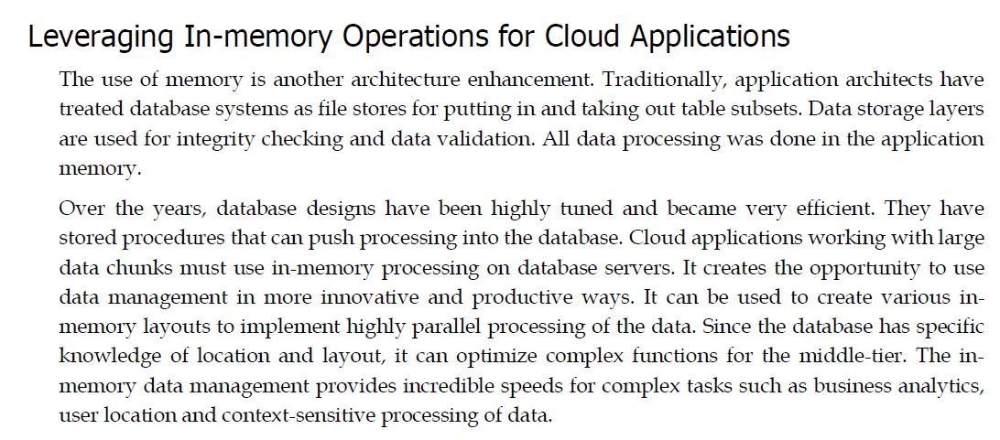 Leveraging In-memory Operations for Cloud Applications
The use of memory is another architecture enhancement. Traditionally, application architects have
treated database systems as file stores for putting in and taking out table subsets. Data storage layers
are used for integrity checking and data validation. All data processing was done in the application
memory.
Over the years, database designs have been highly tuned and became very efficient. They have
stored procedures that can push processing into the database. Cloud applications working with large
data chunks must use in-memory processing on database servers. It creates the opportunity to use
data management in more innovative and productive ways. It can be used to create various in-
memory layouts to implement highly parallel processing of the data. Since the database has specific
knowledge of location and layout, it can optimize complex functions for the middle-tier. The in-
memory data management provides incredible speeds for complex tasks such as business analytics,
user location and context-sensitive processing of data.